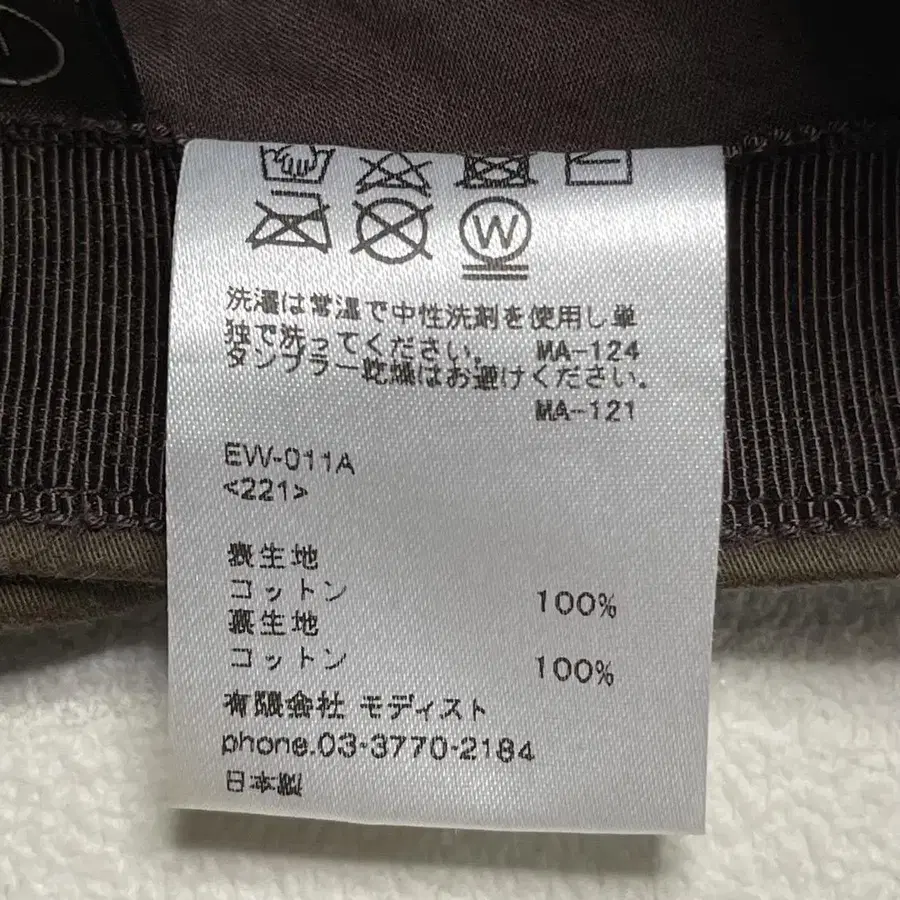 W
洗濯は常温で中性洗剤を使用し単
独で洗ってください。 MA-124
タンブラー乾燥はお避けください。
MA-121
EW-011A
<221>
表生地
コットン 100%
裏生地
コットン 100%
有限会社 モディスト
phone.03-3770-2184
日本製